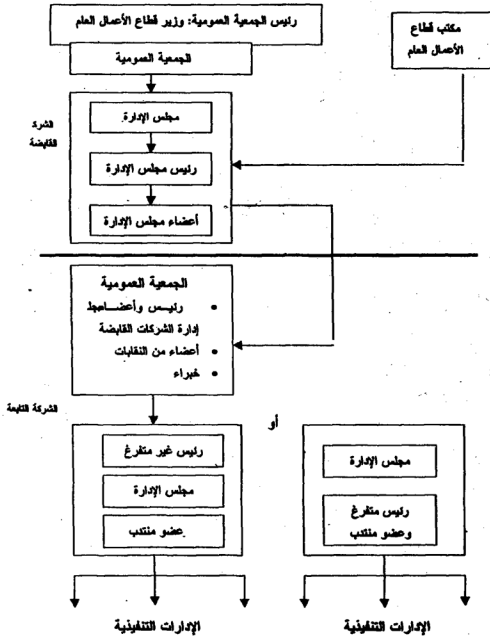 رئيس الجمعية العمومية: وزير قطاع الأعمال العام
الجمعية العمومية
مكتب قطاع
الأعمال العام
الشركة
القابضة
مجلس الإدارة
رئيس مجلس الإدارة
أعضاء مجلس الإدارة
الجمعية العمومية
• رئيس وأعضاء
إدارة الشركات القابضة
• أعضاء من النقابات
• خبراء
الشركة التابعة
أو
رئيس غير متفرغ
مجلس الإدارة
عضو منتدب
مجلس الإدارة
رئيس متفرغ
وعضو منتدب
الإدارات التنفيذية
الإدارات التنفيذية